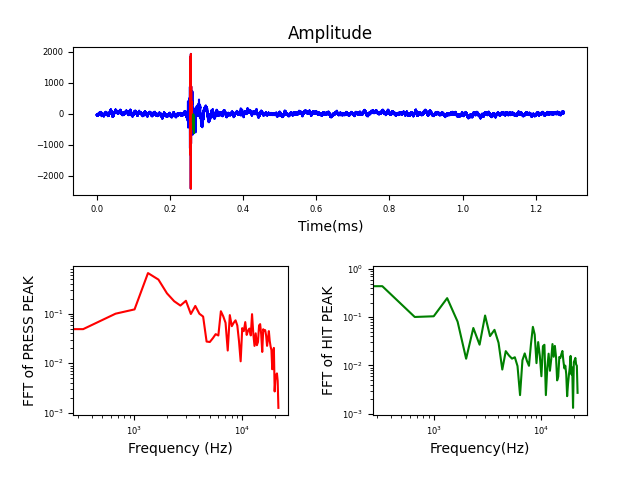 Amplitude
2000
1000
0
−1000
−2000
0.0 0.2 0.4 0.6 0.8 1.0 1.2
Time(ms)
FFT of PRESS PEAK
10⁻¹
10⁻²
10⁻³
10³ 10⁴
Frequency (Hz)
FFT of HIT PEAK
10⁰
10⁻¹
10⁻²
10⁻³
10³ 10⁴
Frequency(Hz)